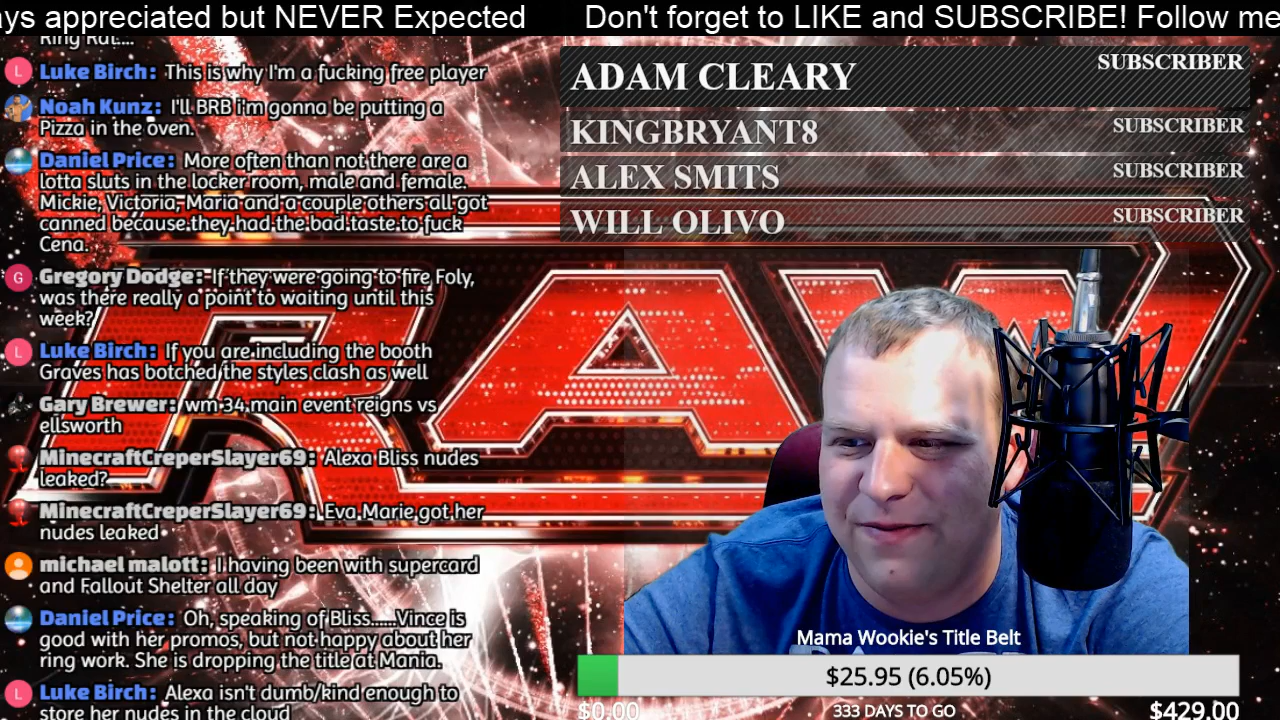 ys appreciated but NEVER Expected Don't forget to LIKE and SUBSCRIBE! Follow me
Ring Rat....
Luke Birch: This is why I'm a fucking free player
Noah Kunz: I'll BRB i'm gonna be putting a
Pizza in the oven.
Daniel Price: More often than not there are a
lotta sluts in the locker room, male and female.
Mickie, Victoria, Maria and a couple others all got
canned because they had the bad taste to fuck
Cena.
Gregory Dodge: If they were going to fire Foly,
was there really a point to waiting until this
week?
Luke Birch: If you are including the booth
Graves has botched the styles clash as well
Gary Brewer: wm 34 main event reigns vs
ellsworth
MinecraftCreperSlayer69: Alexa Bliss nudes
leaked?
MinecraftCreperSlayer69: Eva Marie got her
nudes leaked
michael malott: I having been with supercard
and Fallout Shelter all day
Daniel Price: Oh, speaking of Bliss......Vince is
good with her promos, but not happy about her
ring work. She is dropping the title at Mania.
Luke Birch: Alexa isn't dumb/kind enough to
store her nudes in the cloud
ADAM CLEARY SUBSCRIBER
KINGBRYANT8 SUBSCRIBER
ALEX SMITS SUBSCRIBER
WILL OLIVO SUBSCRIBER
RAW
Mama Wookie's Title Belt
$25.95 (6.05%)
$0.00 333 DAYS TO GO $429.00